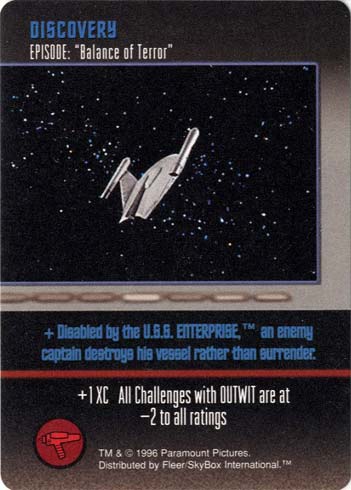 DISCOVERY
EPISODE: "Balance of Terror"
+ Disabled by the U.S.S. ENTERPRISE,™ an enemy
captain destroys his vessel rather than surrender.
+1 XC All Challenges with OUTWIT are at
–2 to all ratings
TM & © 1996 Paramount Pictures.
Distributed by Fleer/SkyBox International.™